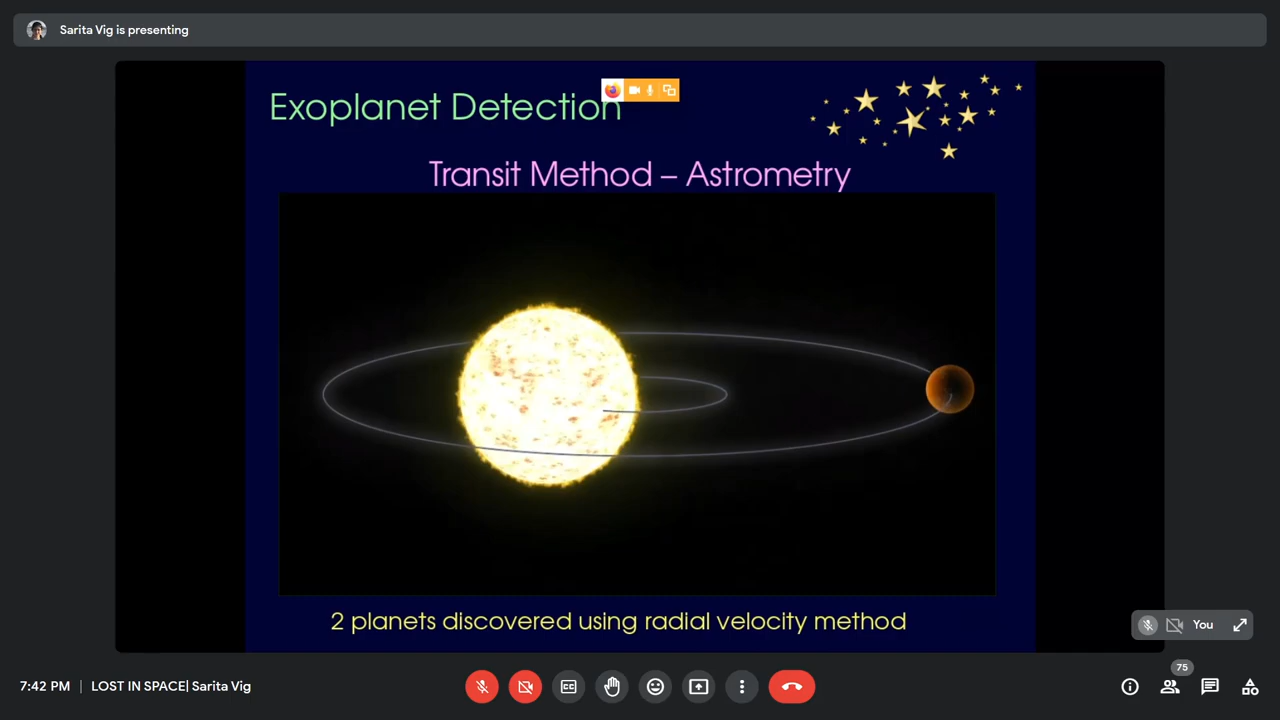 Sarita Vig is presenting
Exoplanet Detection
Transit Method – Astrometry
2 planets discovered using radial velocity method
You
75
7:42 PM | LOST IN SPACE| Sarita Vig
CC